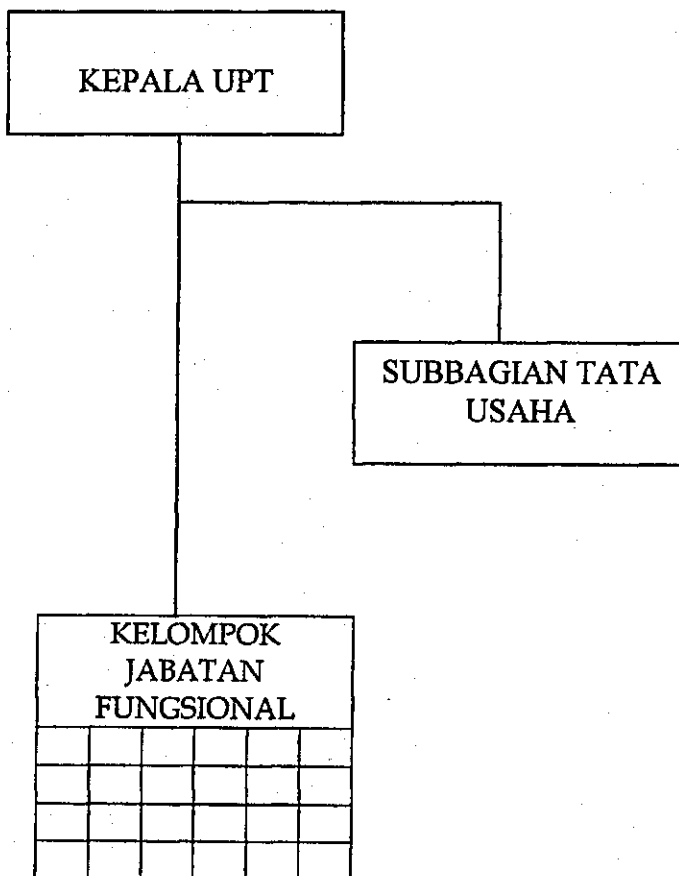 KEPALA UPT
SUBBAGIAN TATA
USAHA
KELOMPOK
JABATAN
FUNGSIONAL